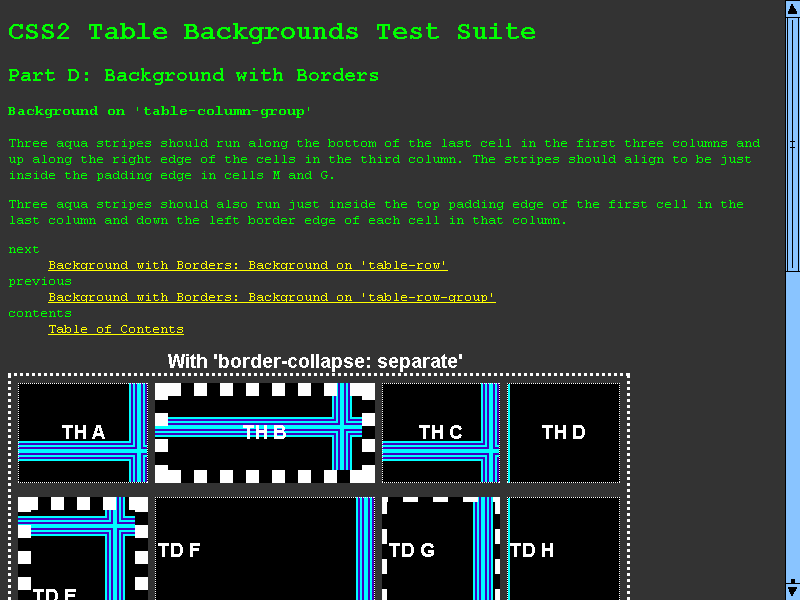 CSS2 Table Backgrounds Test Suite
Part D: Background with Borders
Background on 'table-column-group'
Three aqua stripes should run along the bottom of the last cell in the first three columns and
up along the right edge of the cells in the third column. The stripes should align to be just
inside the padding edge in cells M and G.
Three aqua stripes should also run just inside the top padding edge of the first cell in the
last column and down the left border edge of each cell in that column.
next
Background with Borders: Background on 'table-row'
previous
Background with Borders: Background on 'table-row-group'
contents
Table of Contents
With 'border-collapse: separate'
TH A
TH B
TH C
TH D
TD F
TD G
TD H
TD E